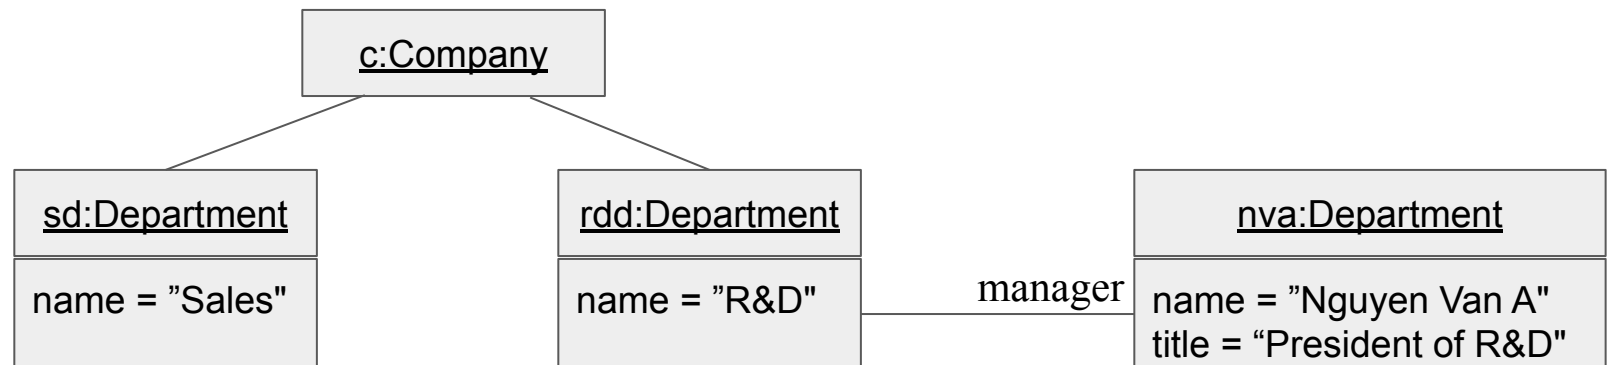 c:Company
sd:Department
rdd:Department
nva:Department
name = ”Sales"
name = ”R&D"
manager
name = ”Nguyen Van A"
title = “President of R&D"